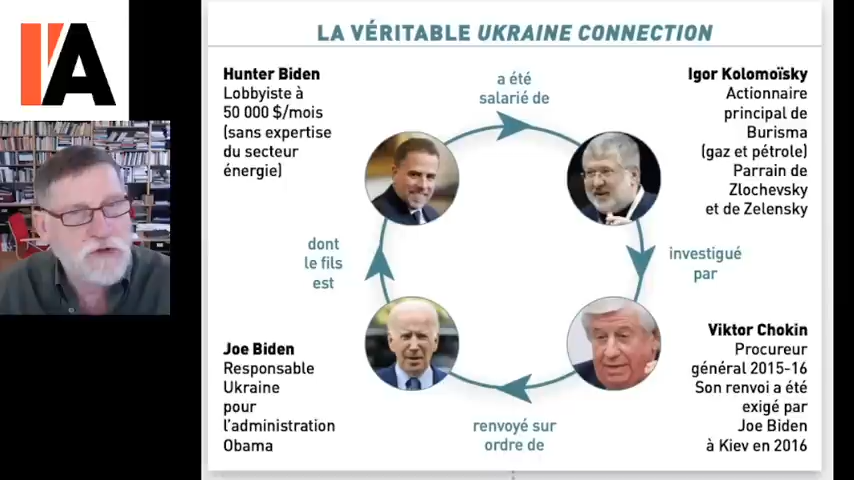 IA
LA VÉRITABLE UKRAINE CONNECTION
Hunter Biden
Lobbyiste à
50 000 $/mois
(sans expertise
du secteur
énergie)
a été
salarié de
Igor Kolomoïsky
Actionnaire
principal de
Burisma
(gaz et pétrole)
Parrain de
Zlochevsky
et de Zelensky
dont
le fils
est
investigué
par
Joe Biden
Responsable
Ukraine
pour
l'administration
Obama
renvoyé sur
ordre de
Viktor Chokin
Procureur
général 2015-16
Son renvoi a été
exigé par
Joe Biden
à Kiev en 2016